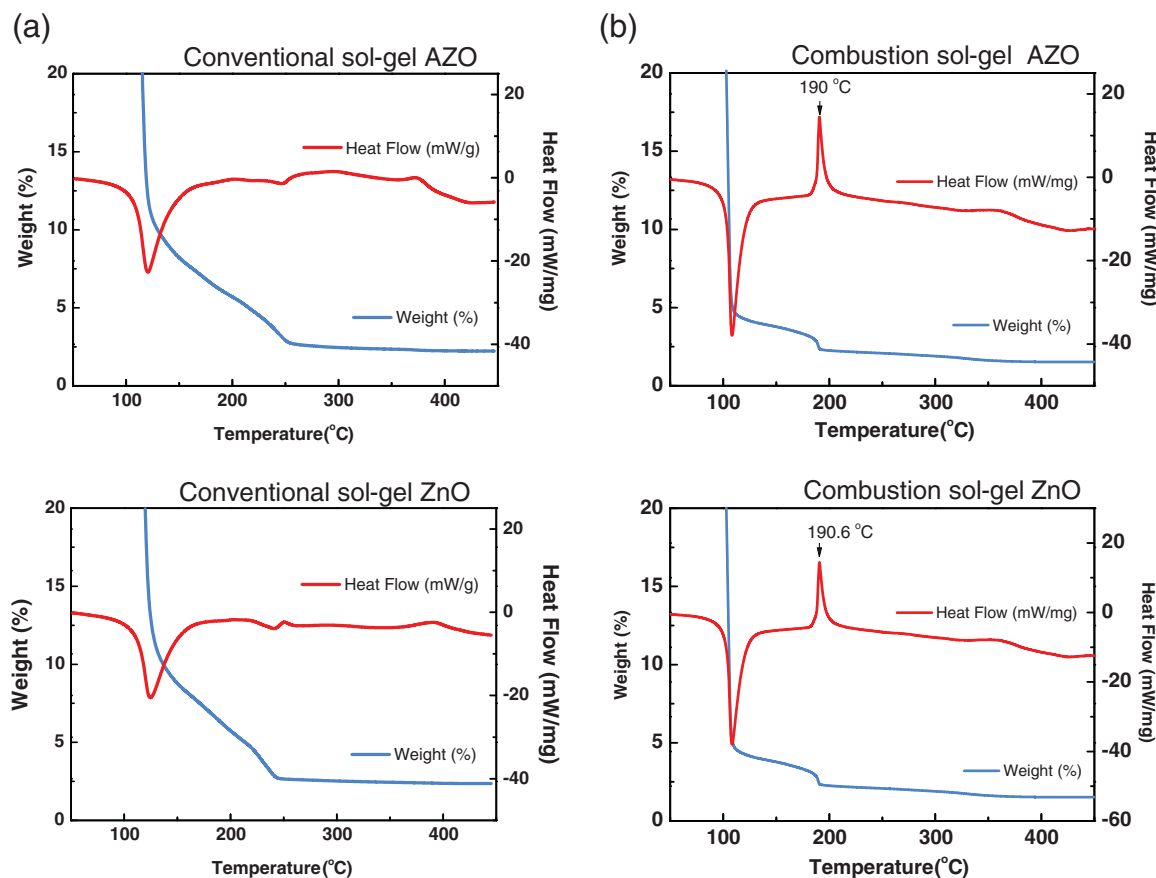 (a)
Conventional sol-gel AZO
20
15
10
5
0
Weight (%)
20
0
-20
-40
Heat Flow (mW/mg)
Heat Flow (mW/g)
Weight (%)
100
200
300
400
Temperature(°C)
(b)
Combustion sol-gel AZO
190 °C
20
15
10
5
0
Weight (%)
20
0
-20
-40
Heat Flow (mW/mg)
Heat Flow (mW/mg)
Weight (%)
100
200
300
400
Temperature(°C)
Conventional sol-gel ZnO
20
15
10
5
0
Weight (%)
20
0
-20
-40
Heat Flow (mW/mg)
Heat Flow (mW/g)
Weight (%)
100
200
300
400
Temperature(°C)
Combustion sol-gel ZnO
190.6 °C
20
15
10
5
0
Weight (%)
20
0
-20
-40
-60
Heat Flow (mW/mg)
Heat Flow (mW/mg)
Weight (%)
100
200
300
400
Temperature(°C)